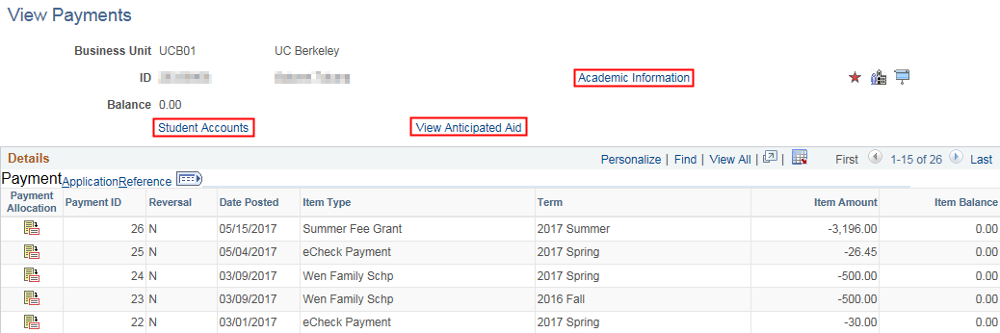 View Payments
Business Unit UCB01 UC Berkeley
ID Academic Information
Balance 0.00
Student Accounts View Anticipated Aid
Details Personalize | Find | View All | | First 1-15 of 26 Last
Payment Application Reference
Payment Allocation Payment ID Reversal Date Posted Item Type Term Item Amount Item Balance
26 N 05/15/2017 Summer Fee Grant 2017 Summer -3,196.00 0.00
25 N 05/04/2017 eCheck Payment 2017 Spring -26.45 0.00
24 N 03/09/2017 Wen Family Schp 2017 Spring -500.00 0.00
23 N 03/09/2017 Wen Family Schp 2016 Fall -500.00 0.00
22 N 03/01/2017 eCheck Payment 2017 Spring -30.00 0.00